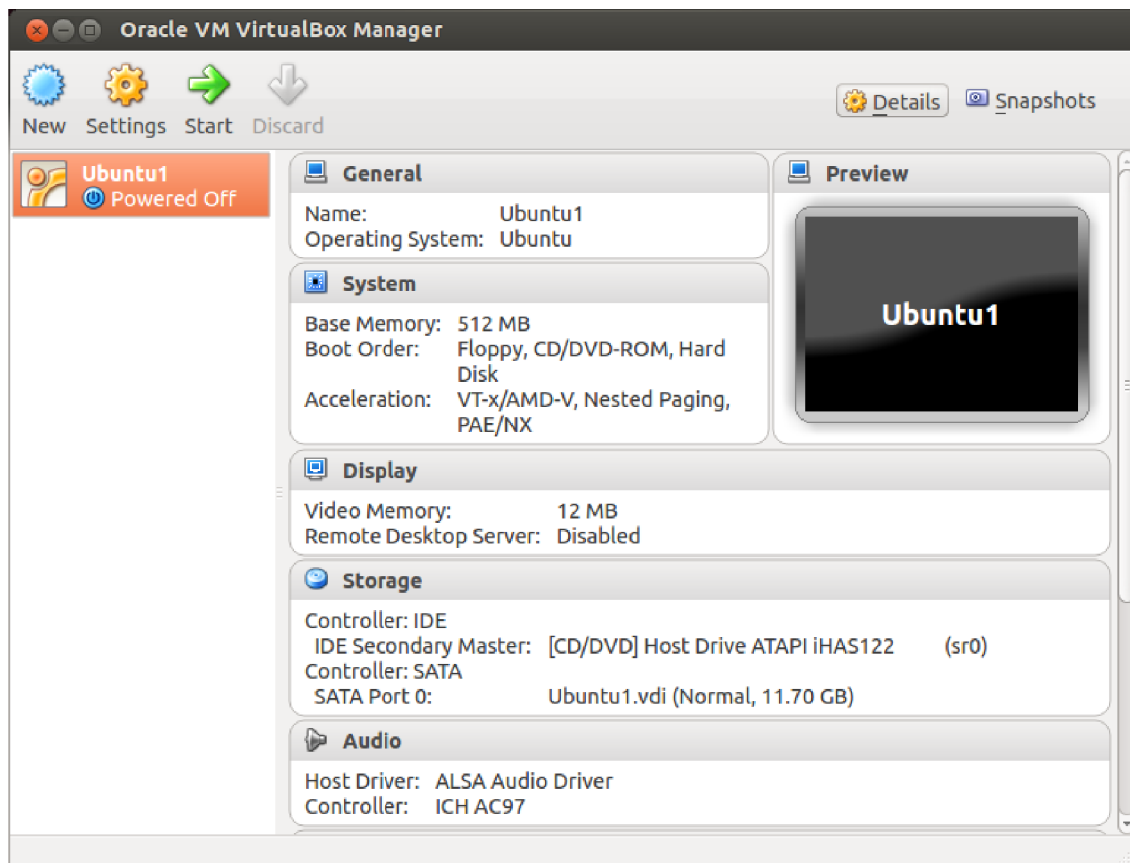 Oracle VM VirtualBox Manager
New Settings Start Discard
Details Snapshots
Ubuntu1
Powered Off
General
Name: Ubuntu1
Operating System: Ubuntu
System
Base Memory: 512 MB
Boot Order: Floppy, CD/DVD-ROM, Hard
Disk
Acceleration: VT-x/AMD-V, Nested Paging,
PAE/NX
Preview
Ubuntu1
Display
Video Memory: 12 MB
Remote Desktop Server: Disabled
Storage
Controller: IDE
IDE Secondary Master: [CD/DVD] Host Drive ATAPI iHAS122 (sr0)
Controller: SATA
SATA Port 0: Ubuntu1.vdi (Normal, 11.70 GB)
Audio
Host Driver: ALSA Audio Driver
Controller: ICH AC97